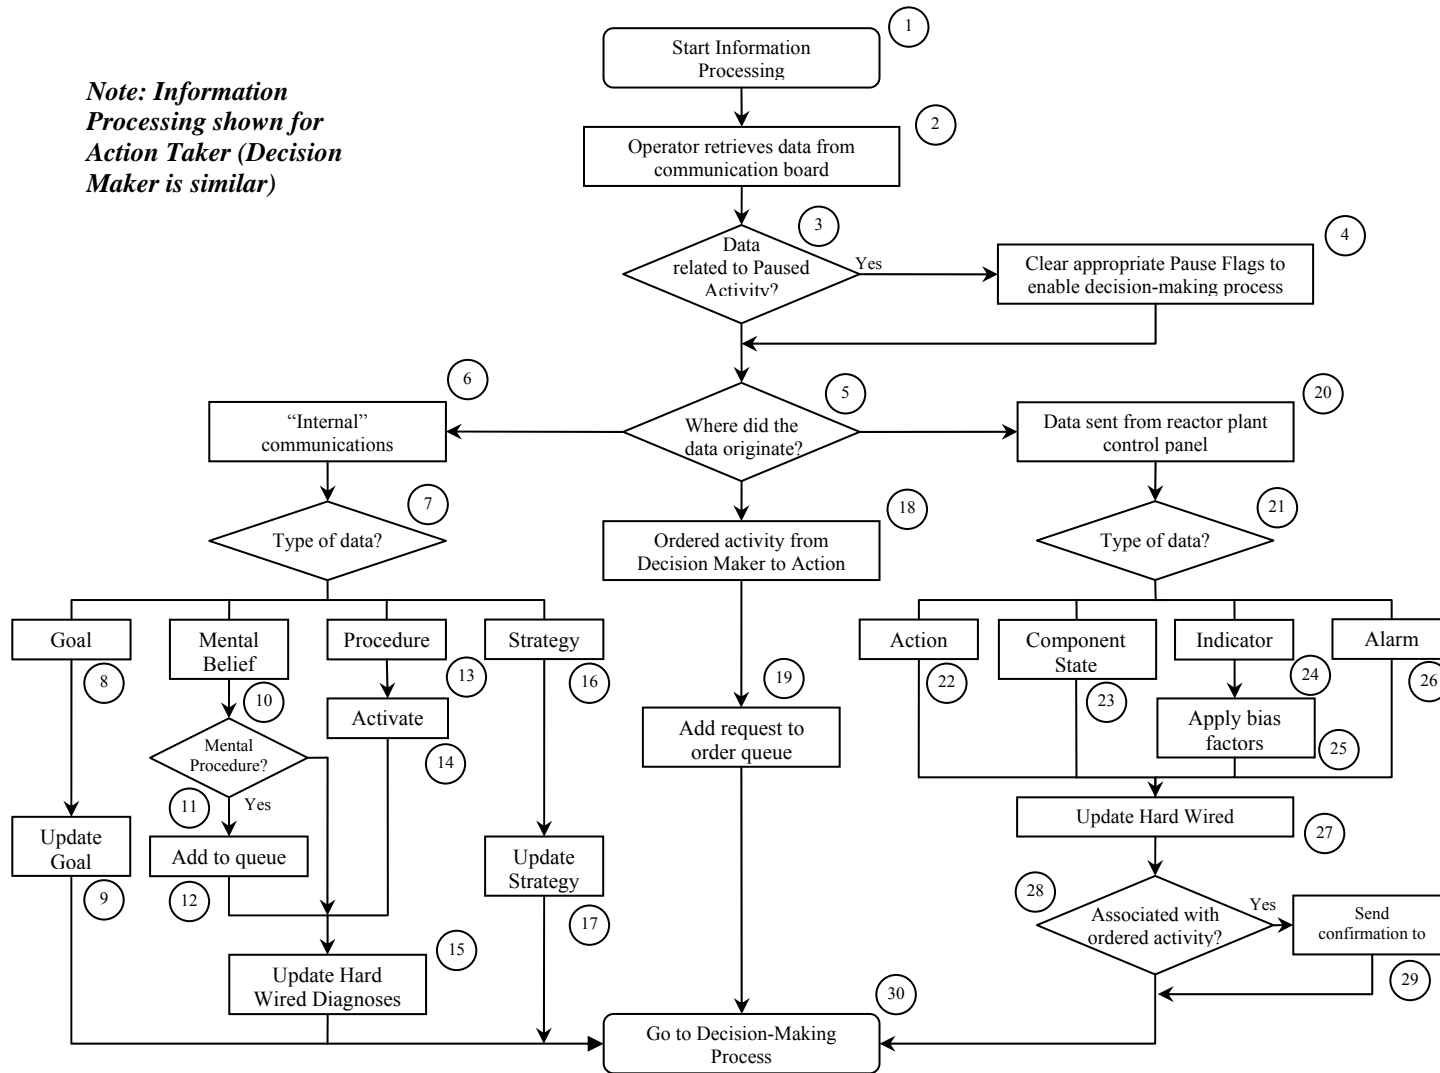 1
Start Information
Processing
Note: Information
Processing shown for
Action Taker (Decision
Maker is similar)
2
Operator retrieves data from
communication board
3
Data
related to Paused
Activity?
Yes
4
Clear appropriate Pause Flags to
enable decision-making process
6
“Internal”
communications
5
Where did the
data originate?
20
Data sent from reactor plant
control panel
7
Type of data?
18
Ordered activity from
Decision Maker to Action
21
Type of data?
Goal
8
Mental
Belief
10
Procedure
13
Strategy
16
Action
22
Component
State
23
Indicator
24
Alarm
26
Activate
14
19
Add request to
order queue
Apply bias
factors
25
Mental
Procedure?
11
Yes
Update
Goal
9
Add to queue
12
Update
Strategy
17
Update Hard Wired
27
28
Associated with
ordered activity?
Yes
Send
confirmation to
29
15
Update Hard
Wired Diagnoses
30
Go to Decision-Making
Process